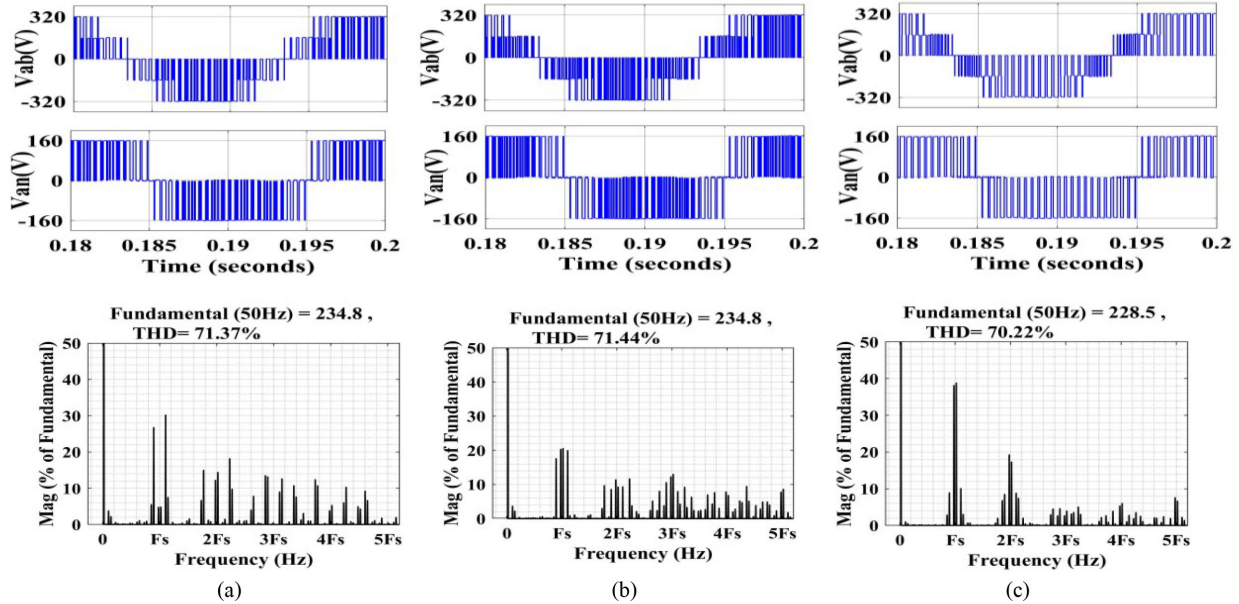 320
0
-320
Vab(V)
160
0
-160
Van(V)
0.18 0.185 0.19 0.195 0.2
Time (seconds)
Fundamental (50Hz) = 234.8 ,
THD= 71.37%
50
40
30
20
10
0
Mag (% of Fundamental)
0 Fs 2Fs 3Fs 4Fs 5Fs
Frequency (Hz)
(a)
320
0
-320
Vab(V)
160
0
-160
Van(V)
0.18 0.185 0.19 0.195 0.2
Time (seconds)
Fundamental (50Hz) = 234.8 ,
THD= 71.44%
50
40
30
20
10
0
Mag (% of Fundamental)
0 Fs 2Fs 3Fs 4Fs 5Fs
Frequency (Hz)
(b)
320
0
-320
Vab(V)
160
0
-160
Van(V)
0.18 0.185 0.19 0.195 0.2
Time (seconds)
Fundamental (50Hz) = 228.5 ,
THD= 70.22%
50
40
30
20
10
0
Mag (% of Fundamental)
0 Fs 2Fs 3Fs 4Fs 5Fs
Frequency (Hz)
(c)